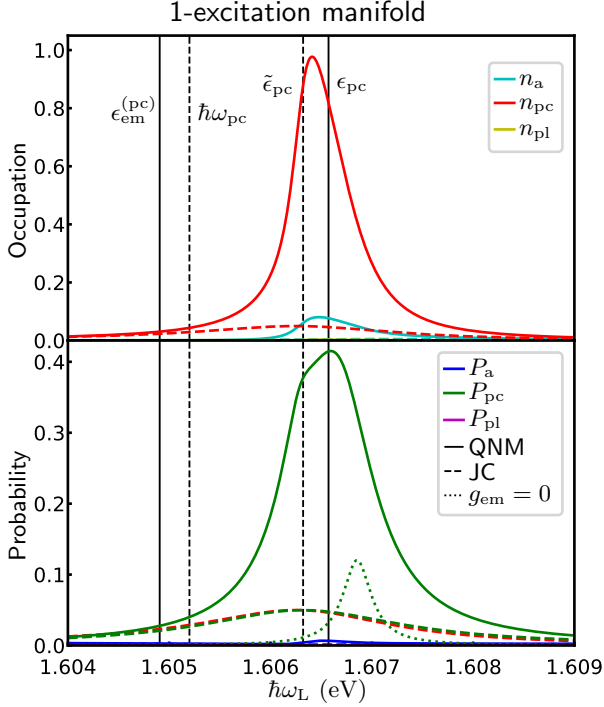 1-excitation manifold
Occupation
1.0
0.8
0.6
0.4
0.2
0.0
ϵ_em^(pc)
ℏω_pc
ϵ̃_pc
ϵ_pc
n_a
n_pc
n_pl
Probability
0.4
0.3
0.2
0.1
0.0
P_a
P_pc
P_pl
QNM
JC
g_em = 0
1.604 1.605 1.606 1.607 1.608 1.609
ℏω_L (eV)